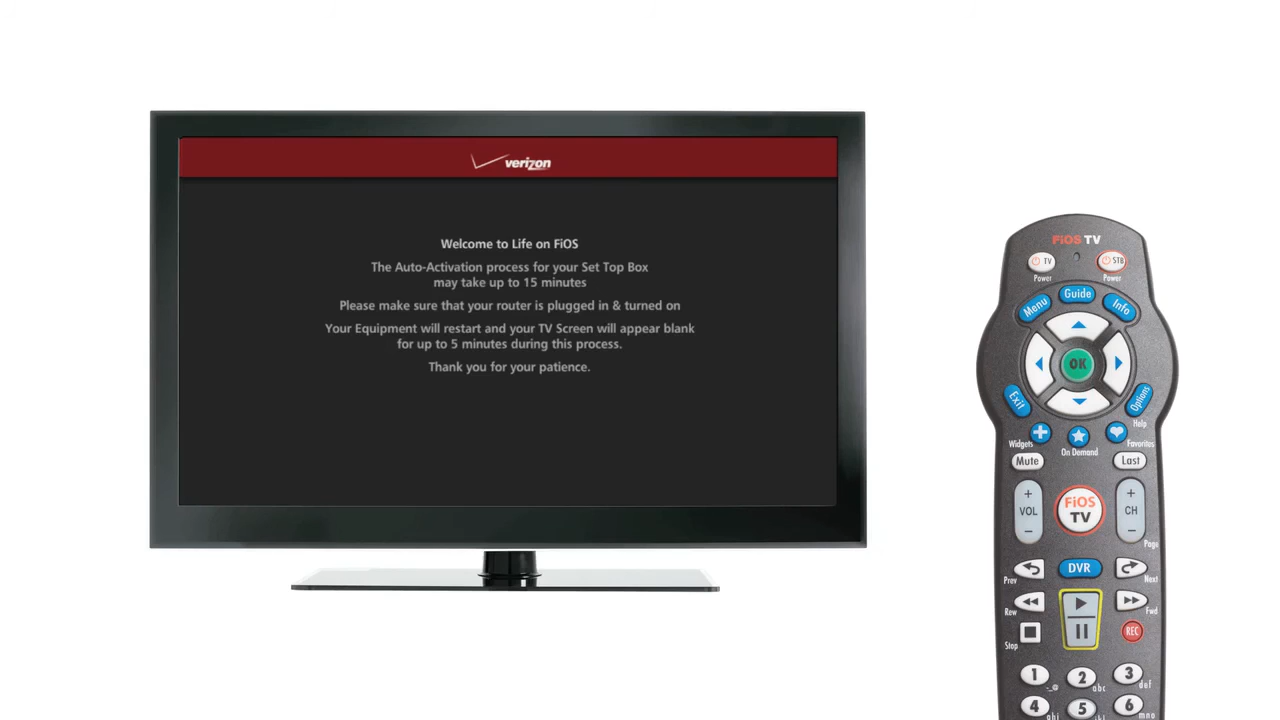 verizon
Welcome to Life on FiOS
The Auto-Activation process for your Set Top Box
may take up to 15 minutes
Please make sure that your router is plugged in & turned on
Your Equipment will restart and your TV Screen will appear blank
for up to 5 minutes during this process.
Thank you for your patience.
FiOS TV
TV STB
Power Power
Menu Guide Info
OK
Exit Options
Help
Widgets On Demand Favorites
Mute Last
+ +
VOL FiOS TV CH
- -
Page
Prev DVR Next
Rew Fwd
Stop REC
1 2 3
_@ abc def
4 5 6
ghi jkl mno